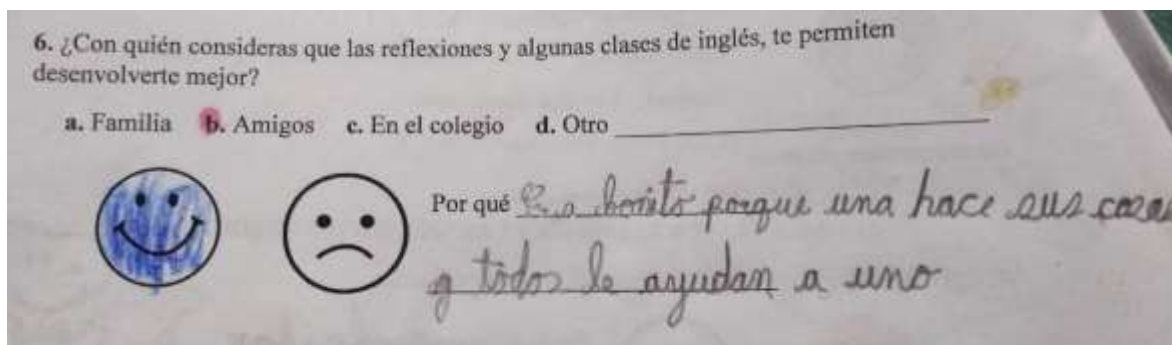 6. ¿Con quién consideras que las reflexiones y algunas clases de inglés, te permiten
desenvolverte mejor?
a. Familia b. Amigos c. En el colegio d. Otro
Por qué bonito porque una hace sus cosas
y todos le ayudan a uno